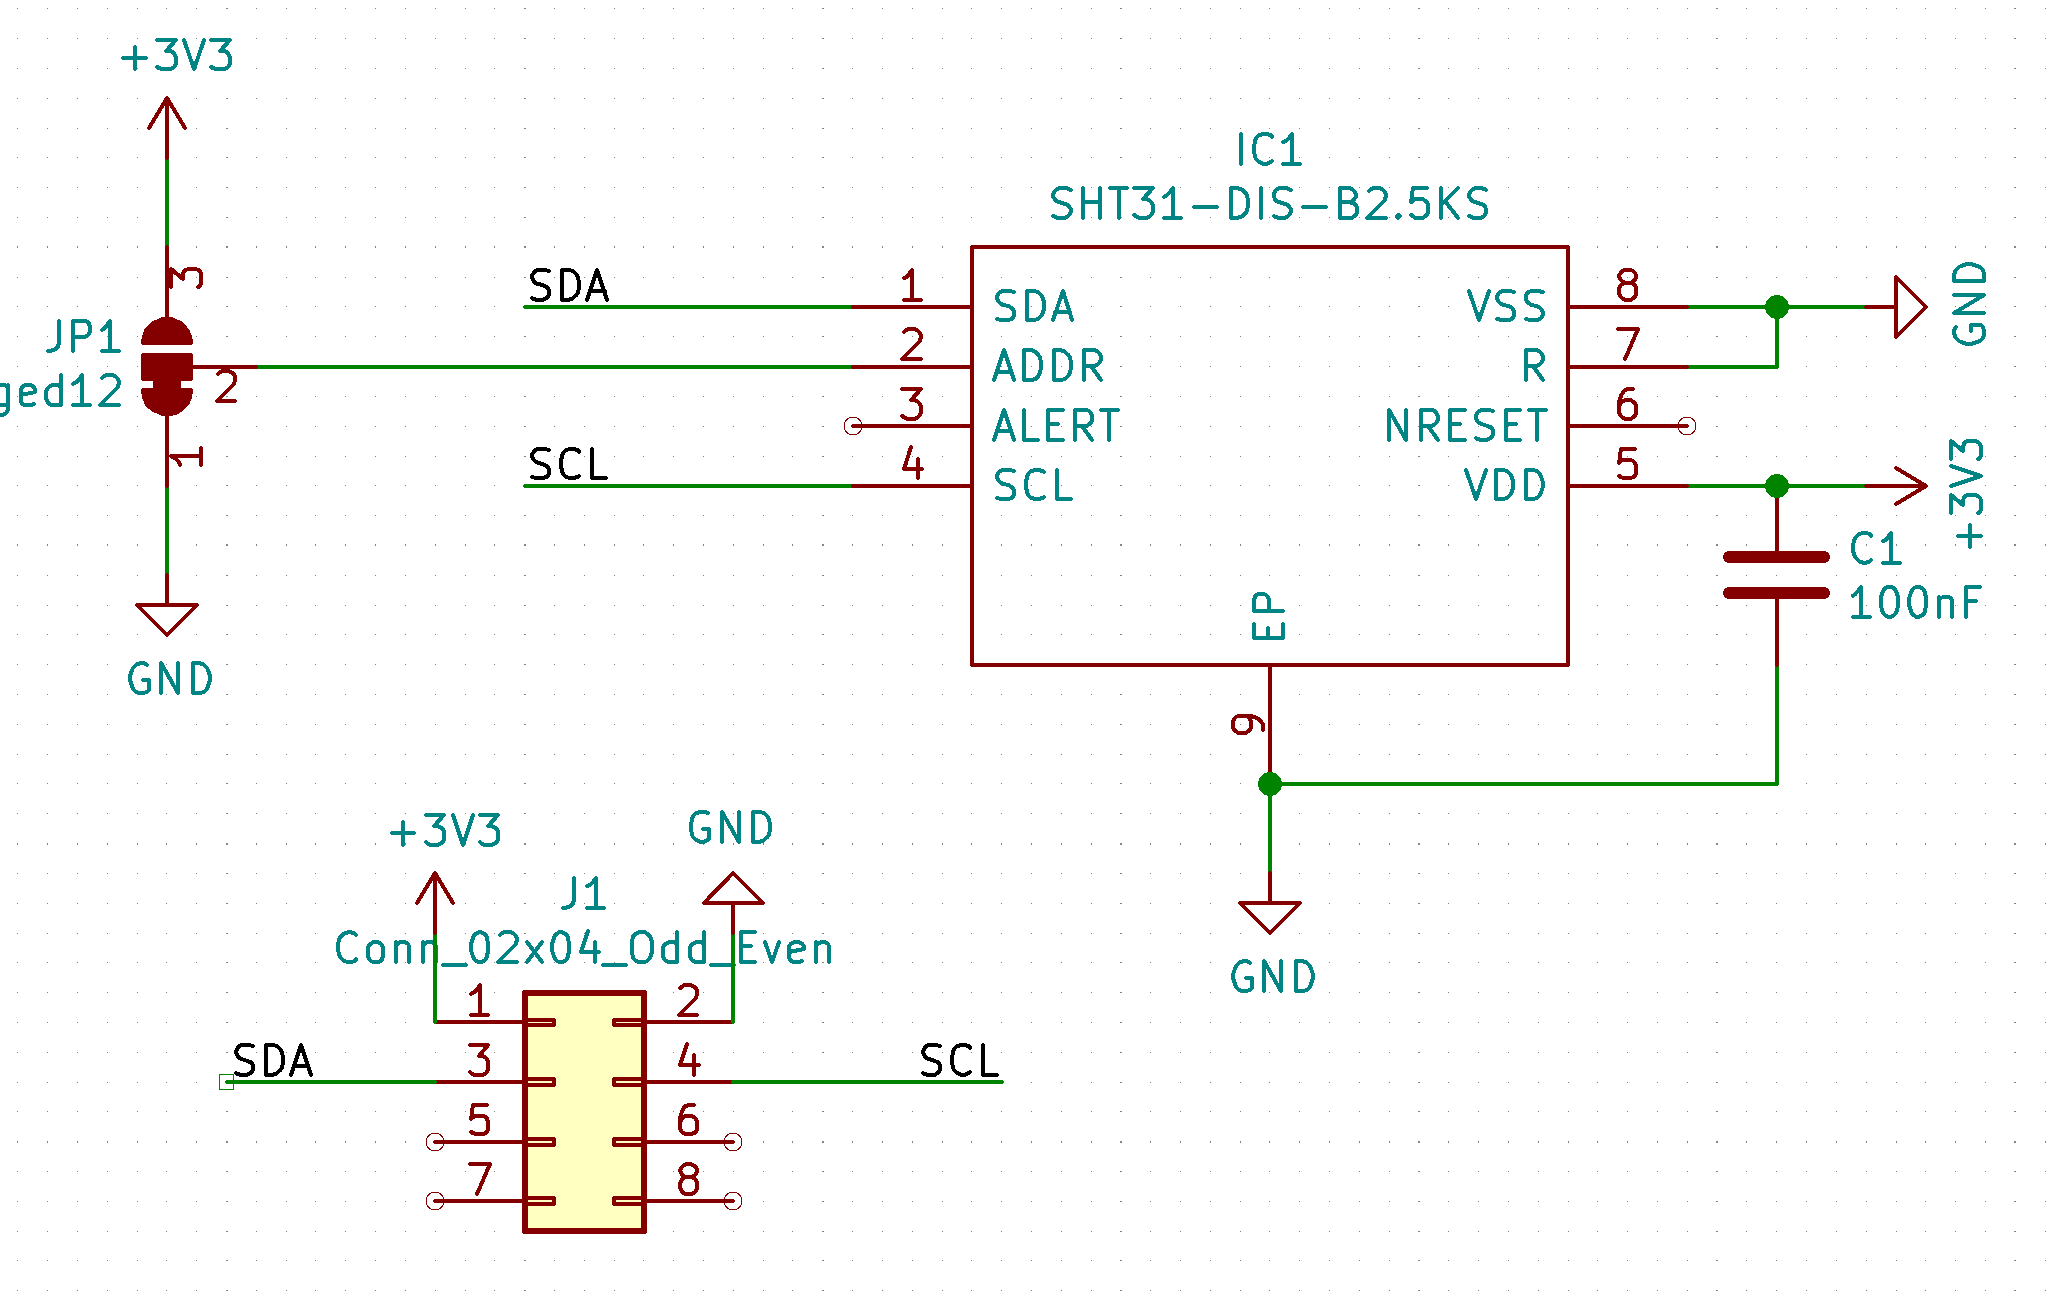 +3V3
3
JP1
ged12
2
1
GND
IC1
SHT31-DIS-B2.5KS
SDA
1
SDA
2
ADDR
3
ALERT
SCL
4
SCL
VSS
8
R
7
NRESET
6
VDD
5
EP
9
GND
+3V3
C1
100nF
GND
+3V3
GND
J1
Conn_02x04_Odd_Even
1
2
SDA
3
4
SCL
5
6
7
8